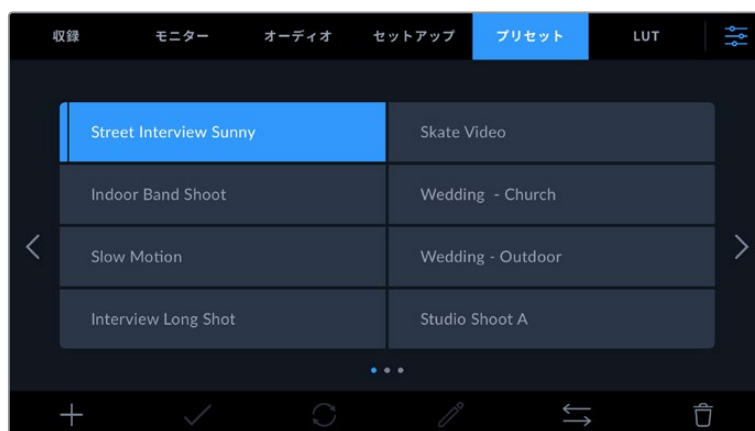 収録 モニター オーディオ セットアップ プリセット LUT
Street Interview Sunny Skate Video
Indoor Band Shoot Wedding - Church
Slow Motion Wedding - Outdoor
Interview Long Shot Studio Shoot A